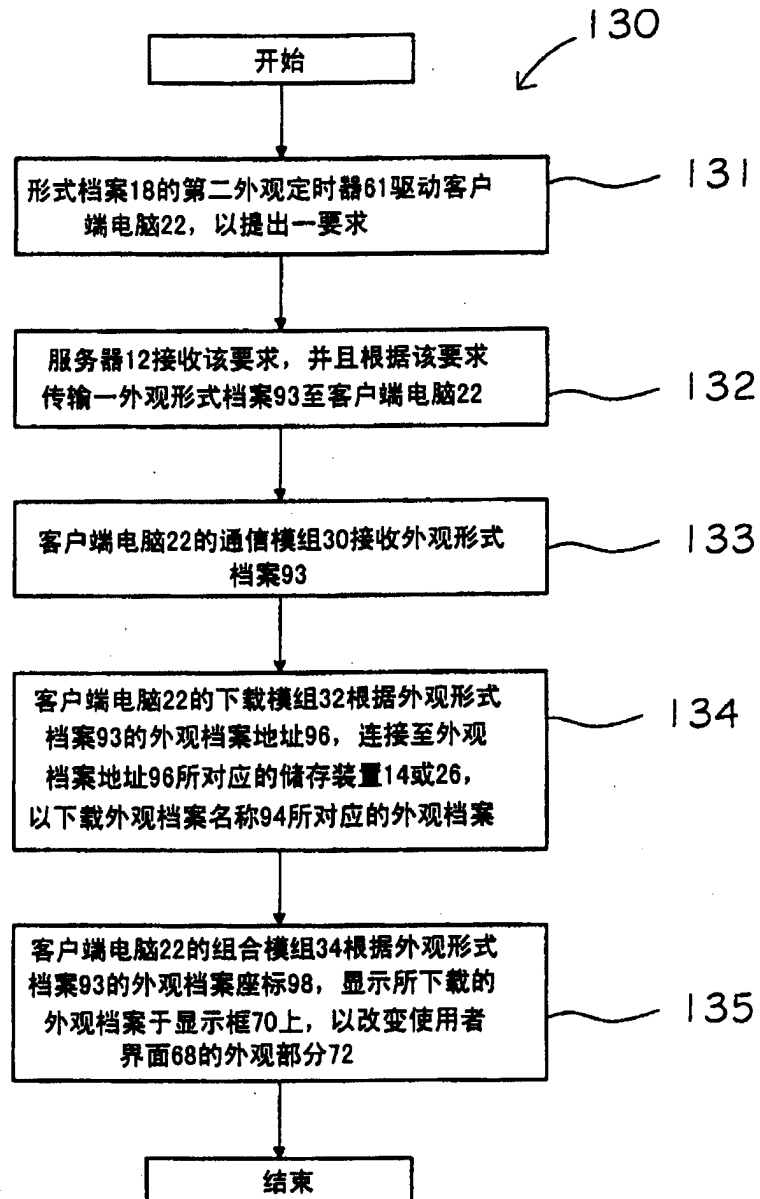 130
开始
形式档案18的第二外观定时器61驱动客户
端电脑22，以提出一要求
131
服务器12接收该要求，并且根据该要求
传输一外观形式档案93至客户端电脑22
132
客户端电脑22的通信模组30接收外观形式
档案93
133
客户端电脑22的下载模组32根据外观形式
档案93的外观档案地址96，连接至外观
档案地址96所对应的储存装置14或26，
以下载外观档案名称94所对应的外观档案
134
客户端电脑22的组合模组34根据外观形式
档案93的外观档案座标98，显示所下载的
外观档案于显示框70上，以改变使用者
界面68的外观部分72
135
结束